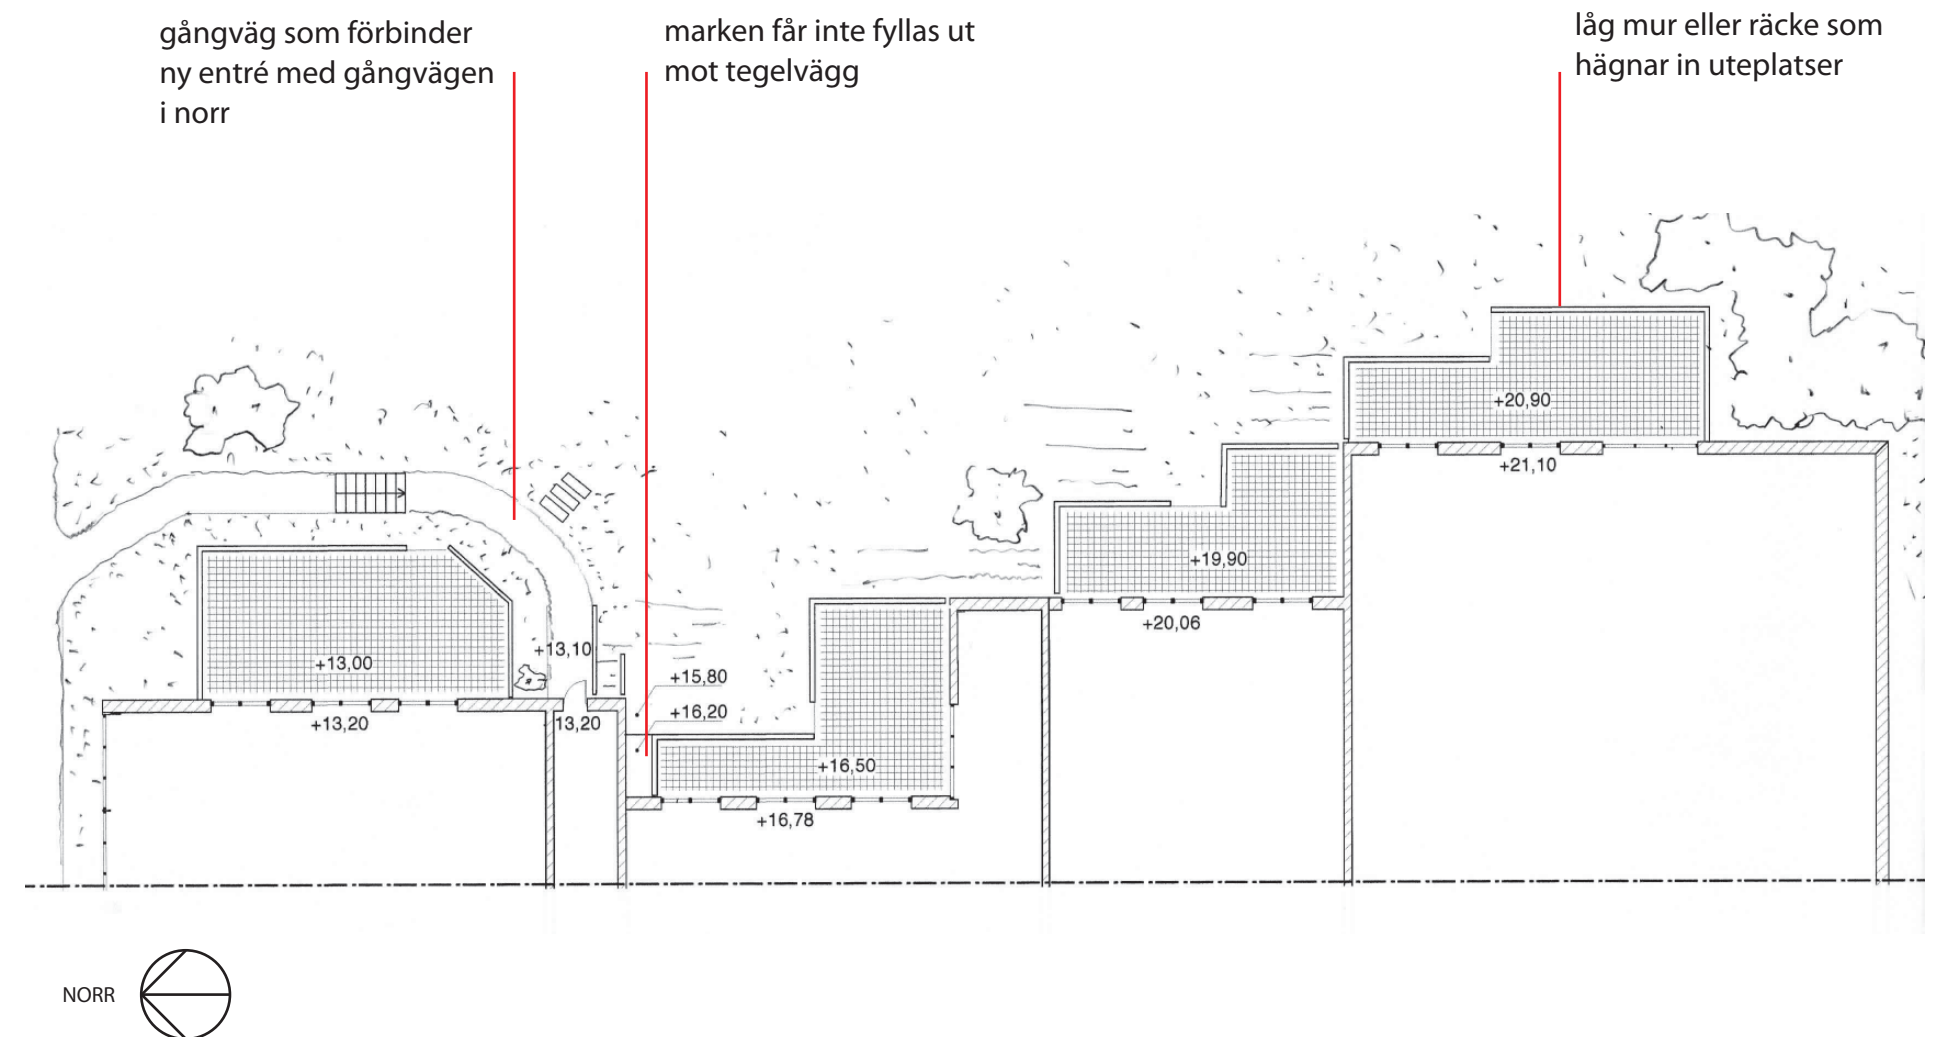 gångväg som förbinder
ny entré med gångvägen
i norr
marken får inte fyllas ut
mot tegelvägg
låg mur eller räcke som
hägnar in uteplatser
+20,90
+21,10
+19,90
+20,06
+13,10
+13,00
+15,80
+16,20
+13,20
13,20
+16,50
+16,78
NORR